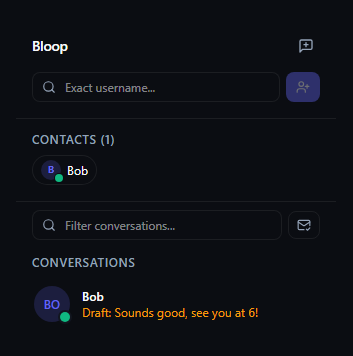 Bloop
Exact username...
CONTACTS (1)
B Bob
Filter conversations...
CONVERSATIONS
BO
Bob
Draft: Sounds good, see you at 6!